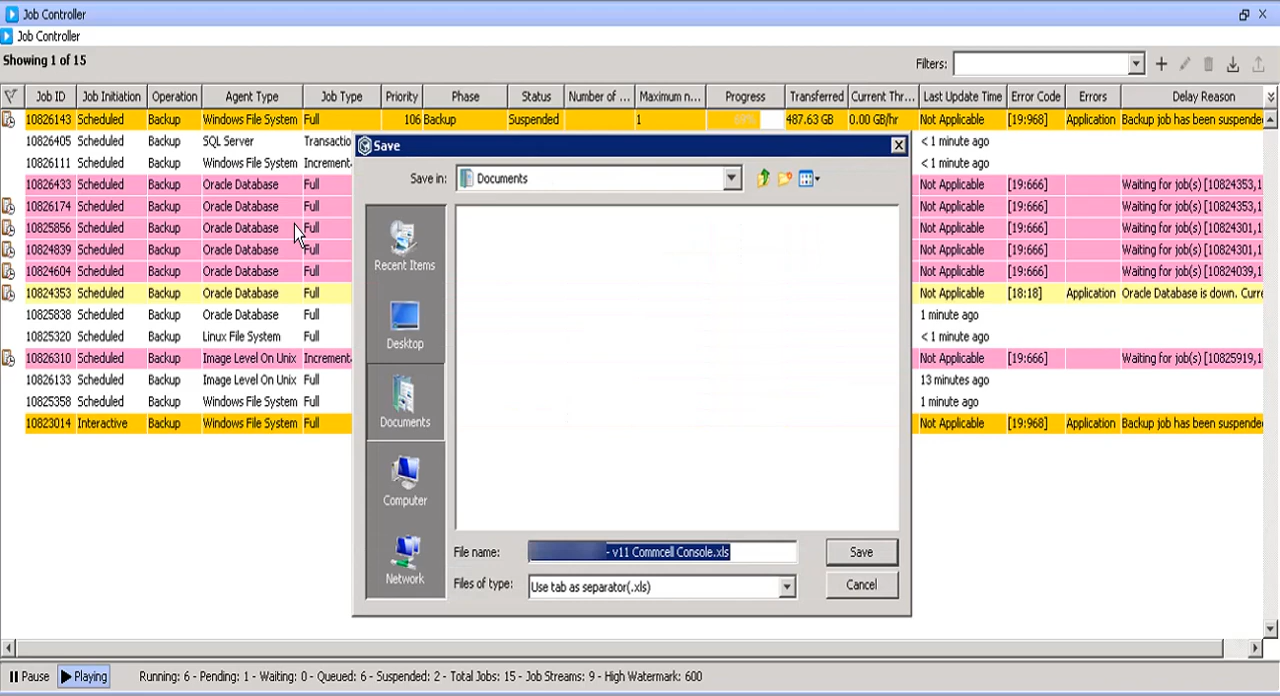 Job Controller
Job Controller
Showing 1 of 15
Filters:
Job ID Job Initiation Operation Agent Type Job Type Priority Phase Status Number of ... Maximum n... Progress Transferred Current Thr... Last Update Time Error Code Errors Delay Reason
10826143 Scheduled Backup Windows File System Full 106 Backup Suspended 1 69% 487.63 GB 0.00 GB/hr Not Applicable [19:968] Application Backup job has been suspende
10826405 Scheduled Backup SQL Server Transactio < 1 minute ago
10826111 Scheduled Backup Windows File System Increment < 1 minute ago
10826433 Scheduled Backup Oracle Database Full Not Applicable [19:666] Waiting for job(s) [10824353,1
10826174 Scheduled Backup Oracle Database Full Not Applicable [19:666] Waiting for job(s) [10824353,1
10825856 Scheduled Backup Oracle Database Full Not Applicable [19:666] Waiting for job(s) [10824301,1
10824839 Scheduled Backup Oracle Database Full Not Applicable [19:666] Waiting for job(s) [10824301,1
10824604 Scheduled Backup Oracle Database Full Not Applicable [19:666] Waiting for job(s) [10824039,1
10824353 Scheduled Backup Oracle Database Full Not Applicable [18:18] Application Oracle Database is down. Curre
10825838 Scheduled Backup Oracle Database Full 1 minute ago
10825320 Scheduled Backup Linux File System Full < 1 minute ago
10826310 Scheduled Backup Image Level On Unix Increment Not Applicable [19:666] Waiting for job(s) [10825919,1
10826133 Scheduled Backup Image Level On Unix Full 13 minutes ago
10825358 Scheduled Backup Windows File System Full 1 minute ago
10823014 Interactive Backup Windows File System Full Not Applicable [19:968] Application Backup job has been suspende
Save
Save in: Documents
Recent Items
Desktop
Documents
Computer
Network
File name: - v11 Commcell Console.xls Save
Files of type: Use tab as separator(.xls) Cancel
Pause Playing Running: 6 - Pending: 1 - Waiting: 0 - Queued: 6 - Suspended: 2 - Total Jobs: 15 - Job Streams: 9 - High Watermark: 600